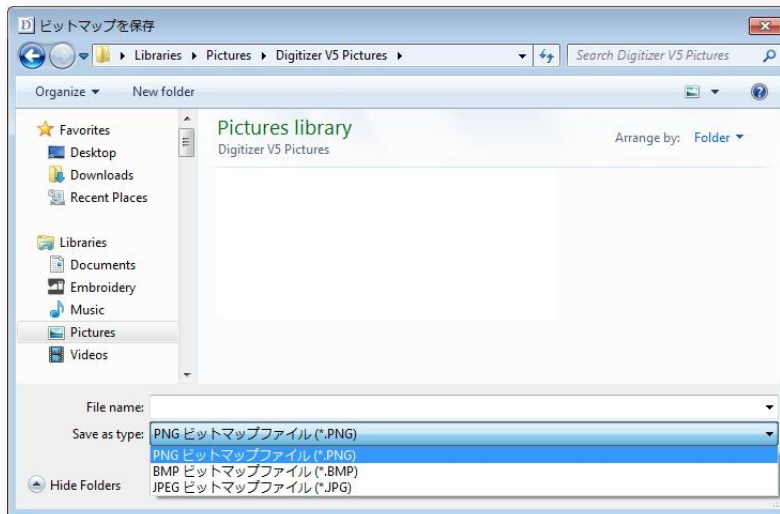 ビットマップを保存
Libraries Pictures Digitizer V5 Pictures
Search Digitizer V5 Pictures
Organize New folder
Favorites
Desktop
Downloads
Recent Places
Libraries
Documents
Embroidery
Music
Pictures
Videos
Pictures library
Digitizer V5 Pictures
Arrange by: Folder
File name:
Save as type: PNG ビットマップファイル (*.PNG)
PNG ビットマップファイル (*.PNG)
BMP ビットマップファイル (*.BMP)
JPEG ビットマップファイル (*.JPG)
Hide Folders